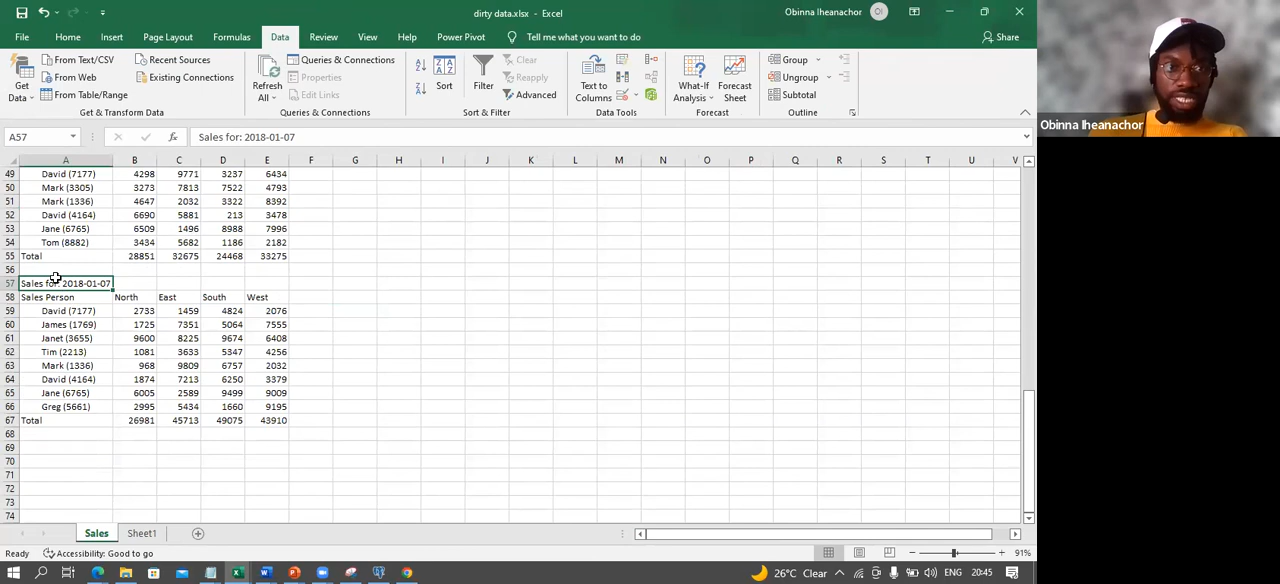 dirty data.xlsx - Excel
Obinna Iheanachor
OI
File Home Insert Page Layout Formulas Data Review View Help Power Pivot Tell me what you want to do Share
Get Data
From Text/CSV
From Web
From Table/Range
Recent Sources
Existing Connections
Get & Transform Data
Refresh All
Queries & Connections
Properties
Edit Links
Queries & Connections
Sort
Filter
Clear
Reapply
Advanced
Sort & Filter
Text to Columns
Data Tools
What-If Analysis
Forecast Sheet
Forecast
Group
Ungroup
Subtotal
Outline
Obinna Iheanachor
A57 fx Sales for: 2018-01-07
A B C D E F G H I J K L M N O P Q R S T U V
49 David (7177) 4298 9771 3237 6434
50 Mark (3305) 3273 7813 7522 4793
51 Mark (1336) 4647 2032 3322 8392
52 David (4164) 6690 5881 213 3478
53 Jane (6765) 6509 1496 8988 7996
54 Tom (8882) 3434 5682 1186 2182
55 Total 28851 32675 24468 33275
56
57 Sales for: 2018-01-07
58 Sales Person North East South West
59 David (7177) 2733 1459 4824 2076
60 James (1769) 1725 7351 5064 7555
61 Janet (3655) 9600 8225 9674 6408
62 Tim (2213) 1081 3633 5347 4256
63 Mark (1336) 968 9809 6757 2032
64 David (4164) 1874 7213 6250 3379
65 Jane (6765) 6005 2589 9499 9009
66 Greg (5661) 2995 5434 1660 9195
67 Total 26981 45713 49075 43910
68
69
70
71
72
73
74
Sales Sheet1
Ready Accessibility: Good to go 91%
26°C Clear ENG 20:45